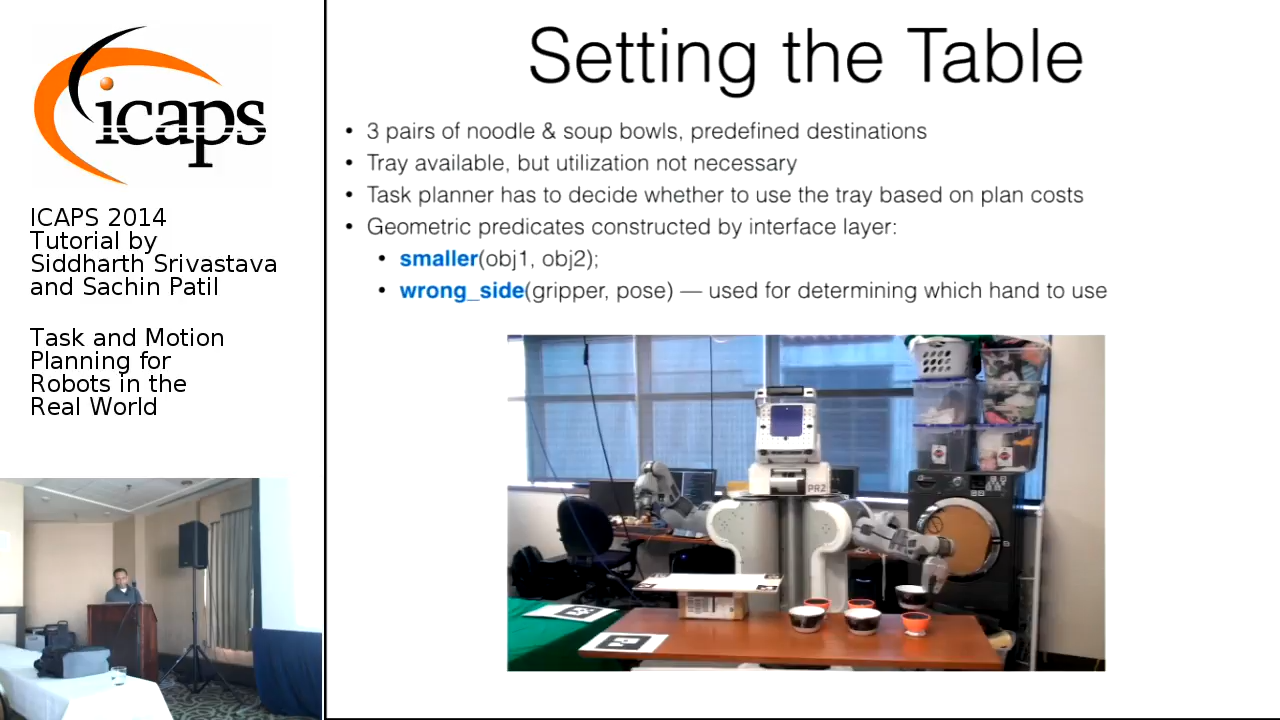 icaps
ICAPS 2014
Tutorial by
Siddharth Srivastava
and Sachin Patil
Task and Motion
Planning for
Robots in the
Real World
Setting the Table
• 3 pairs of noodle & soup bowls, predefined destinations
• Tray available, but utilization not necessary
• Task planner has to decide whether to use the tray based on plan costs
• Geometric predicates constructed by interface layer:
• smaller(obj1, obj2);
• wrong_side(gripper, pose) — used for determining which hand to use
PR2